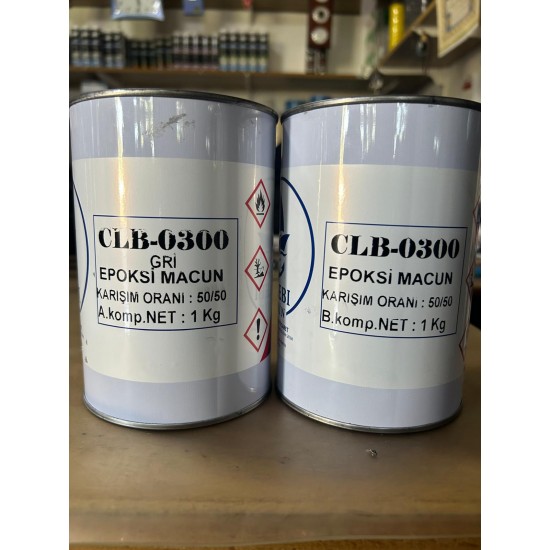 CLB-0300
GRİ
EPOKSİ MACUN
KARIŞIM ORANI : 50/50
A.komp.NET : 1 Kg
CLB-0300
EPOKSİ MACUN
KARIŞIM ORANI : 50/50
B.komp.NET : 1 Kg